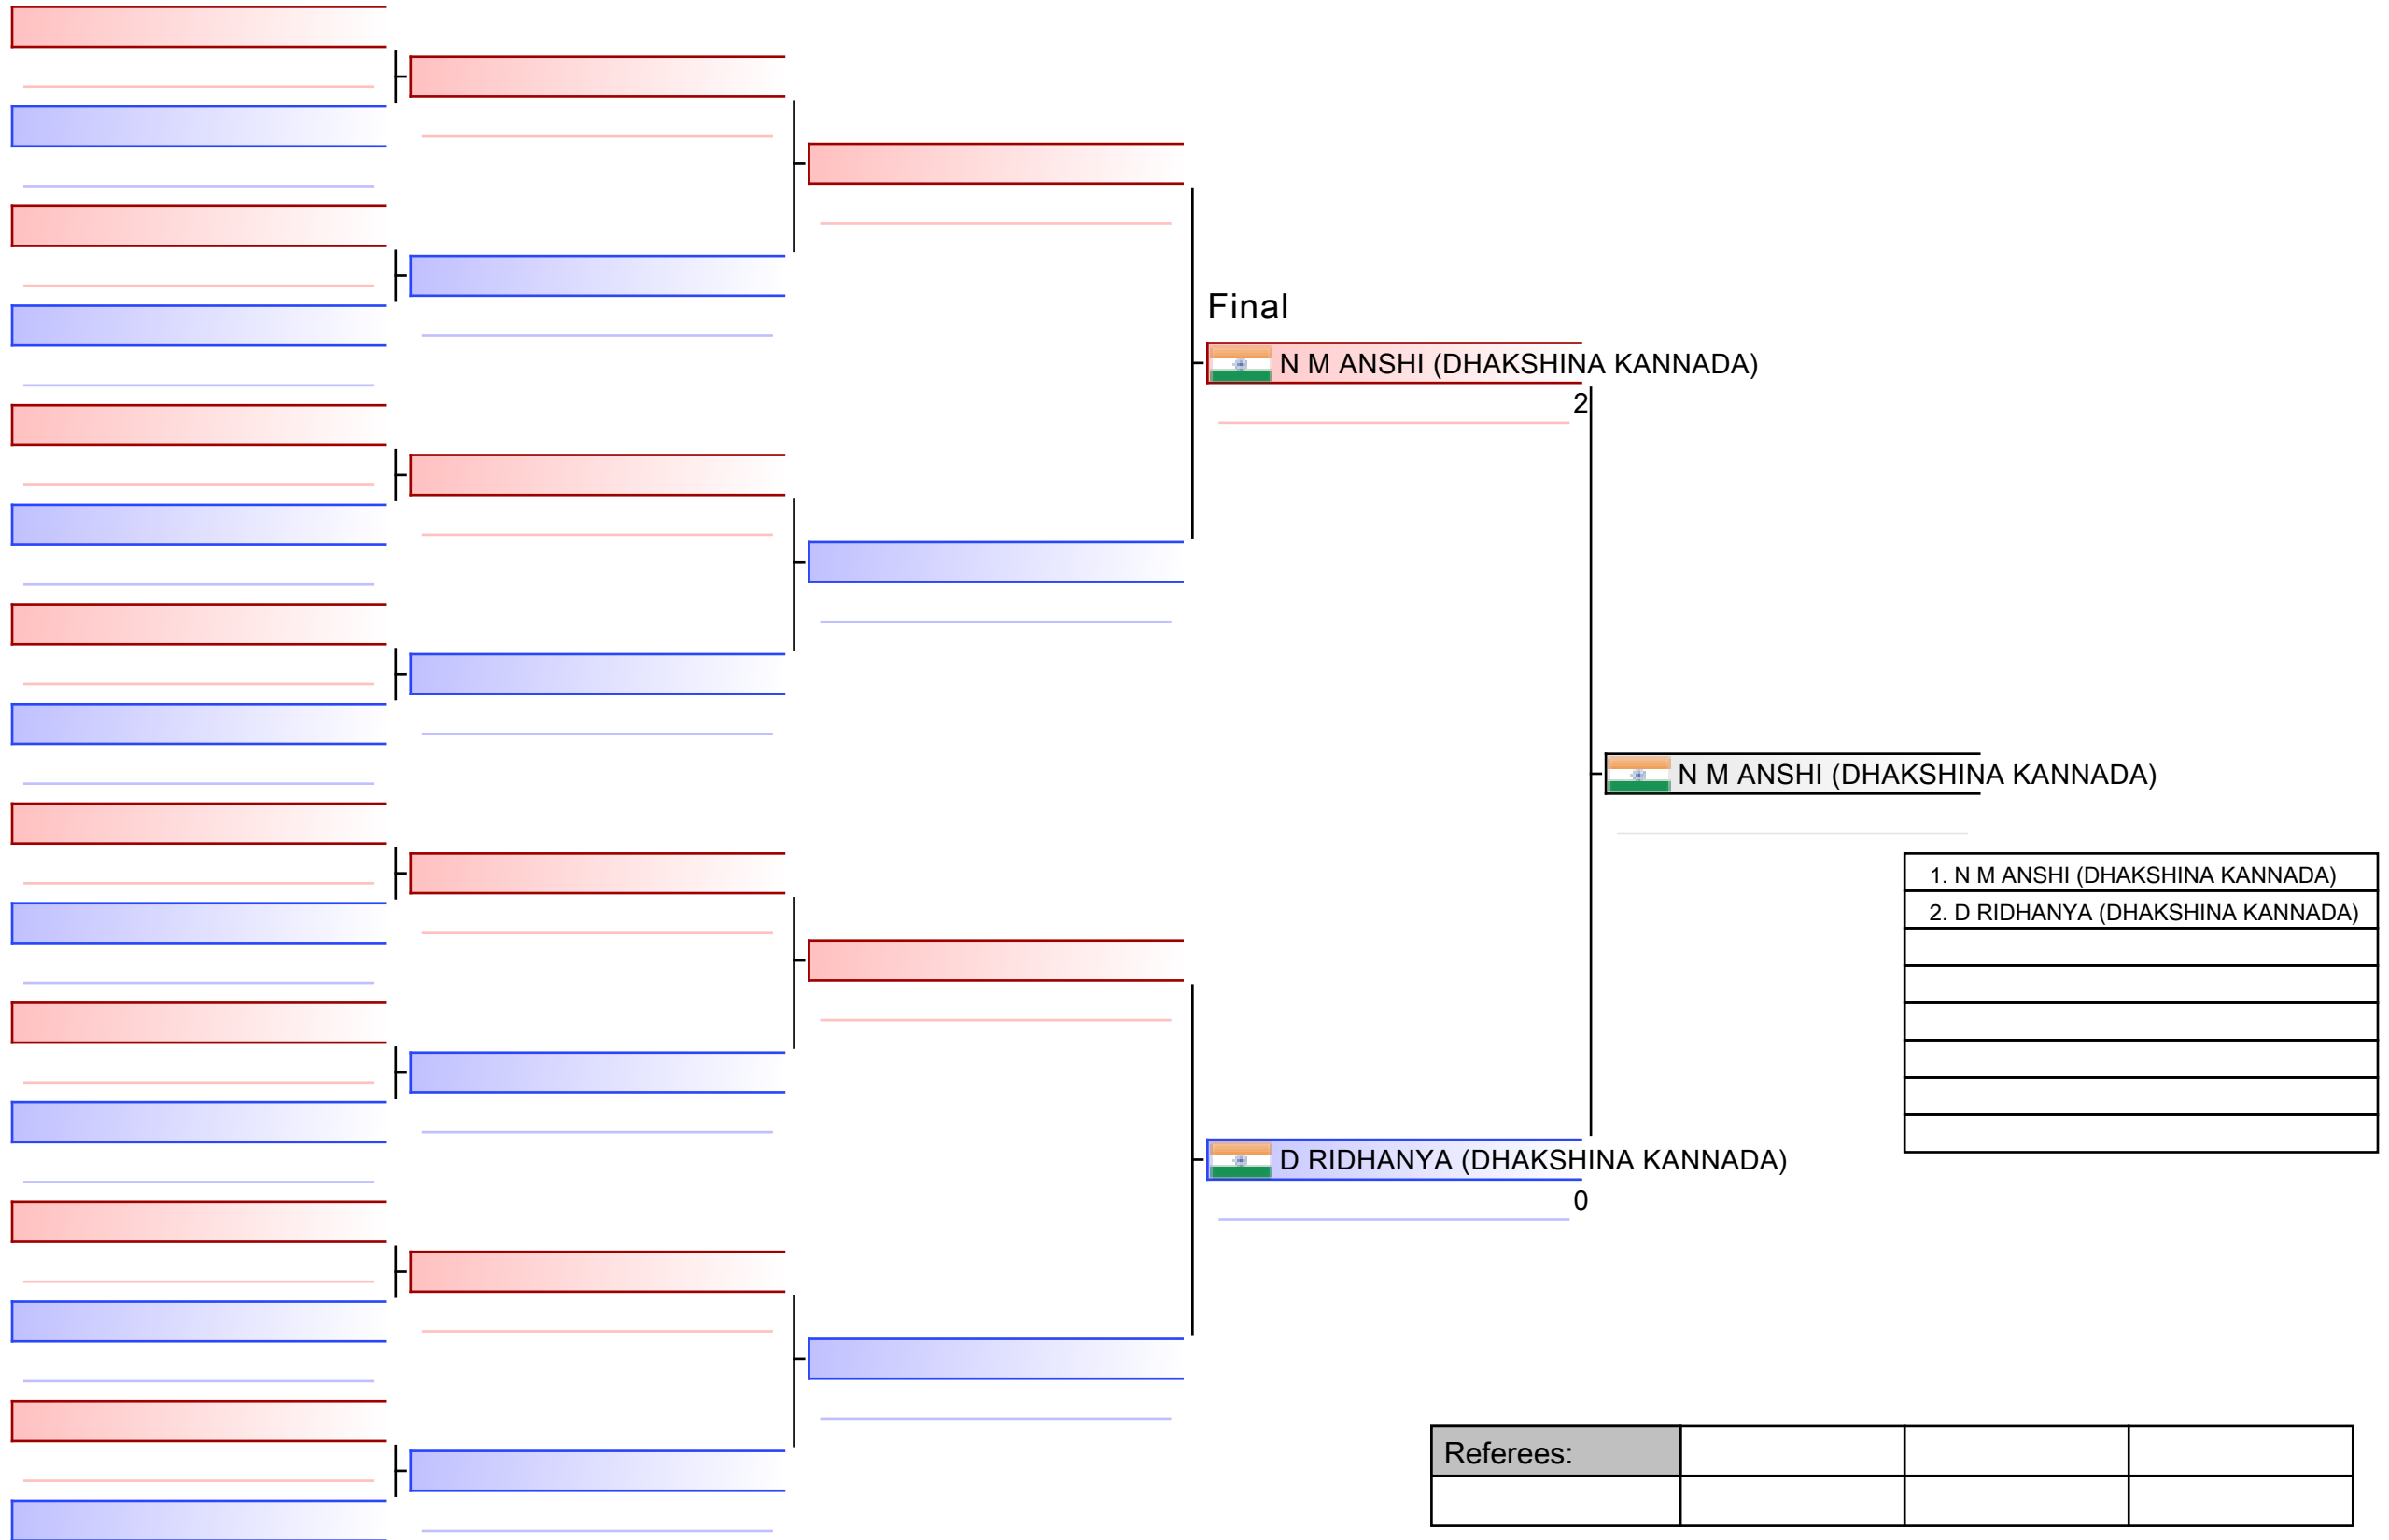 Final
N M ANSHI (DHAKSHINA KANNADA)
2
N M ANSHI (DHAKSHINA KANNADA)
1. N M ANSHI (DHAKSHINA KANNADA)
2. D RIDHANYA (DHAKSHINA KANNADA)
D RIDHANYA (DHAKSHINA KANNADA)
0
Referees: